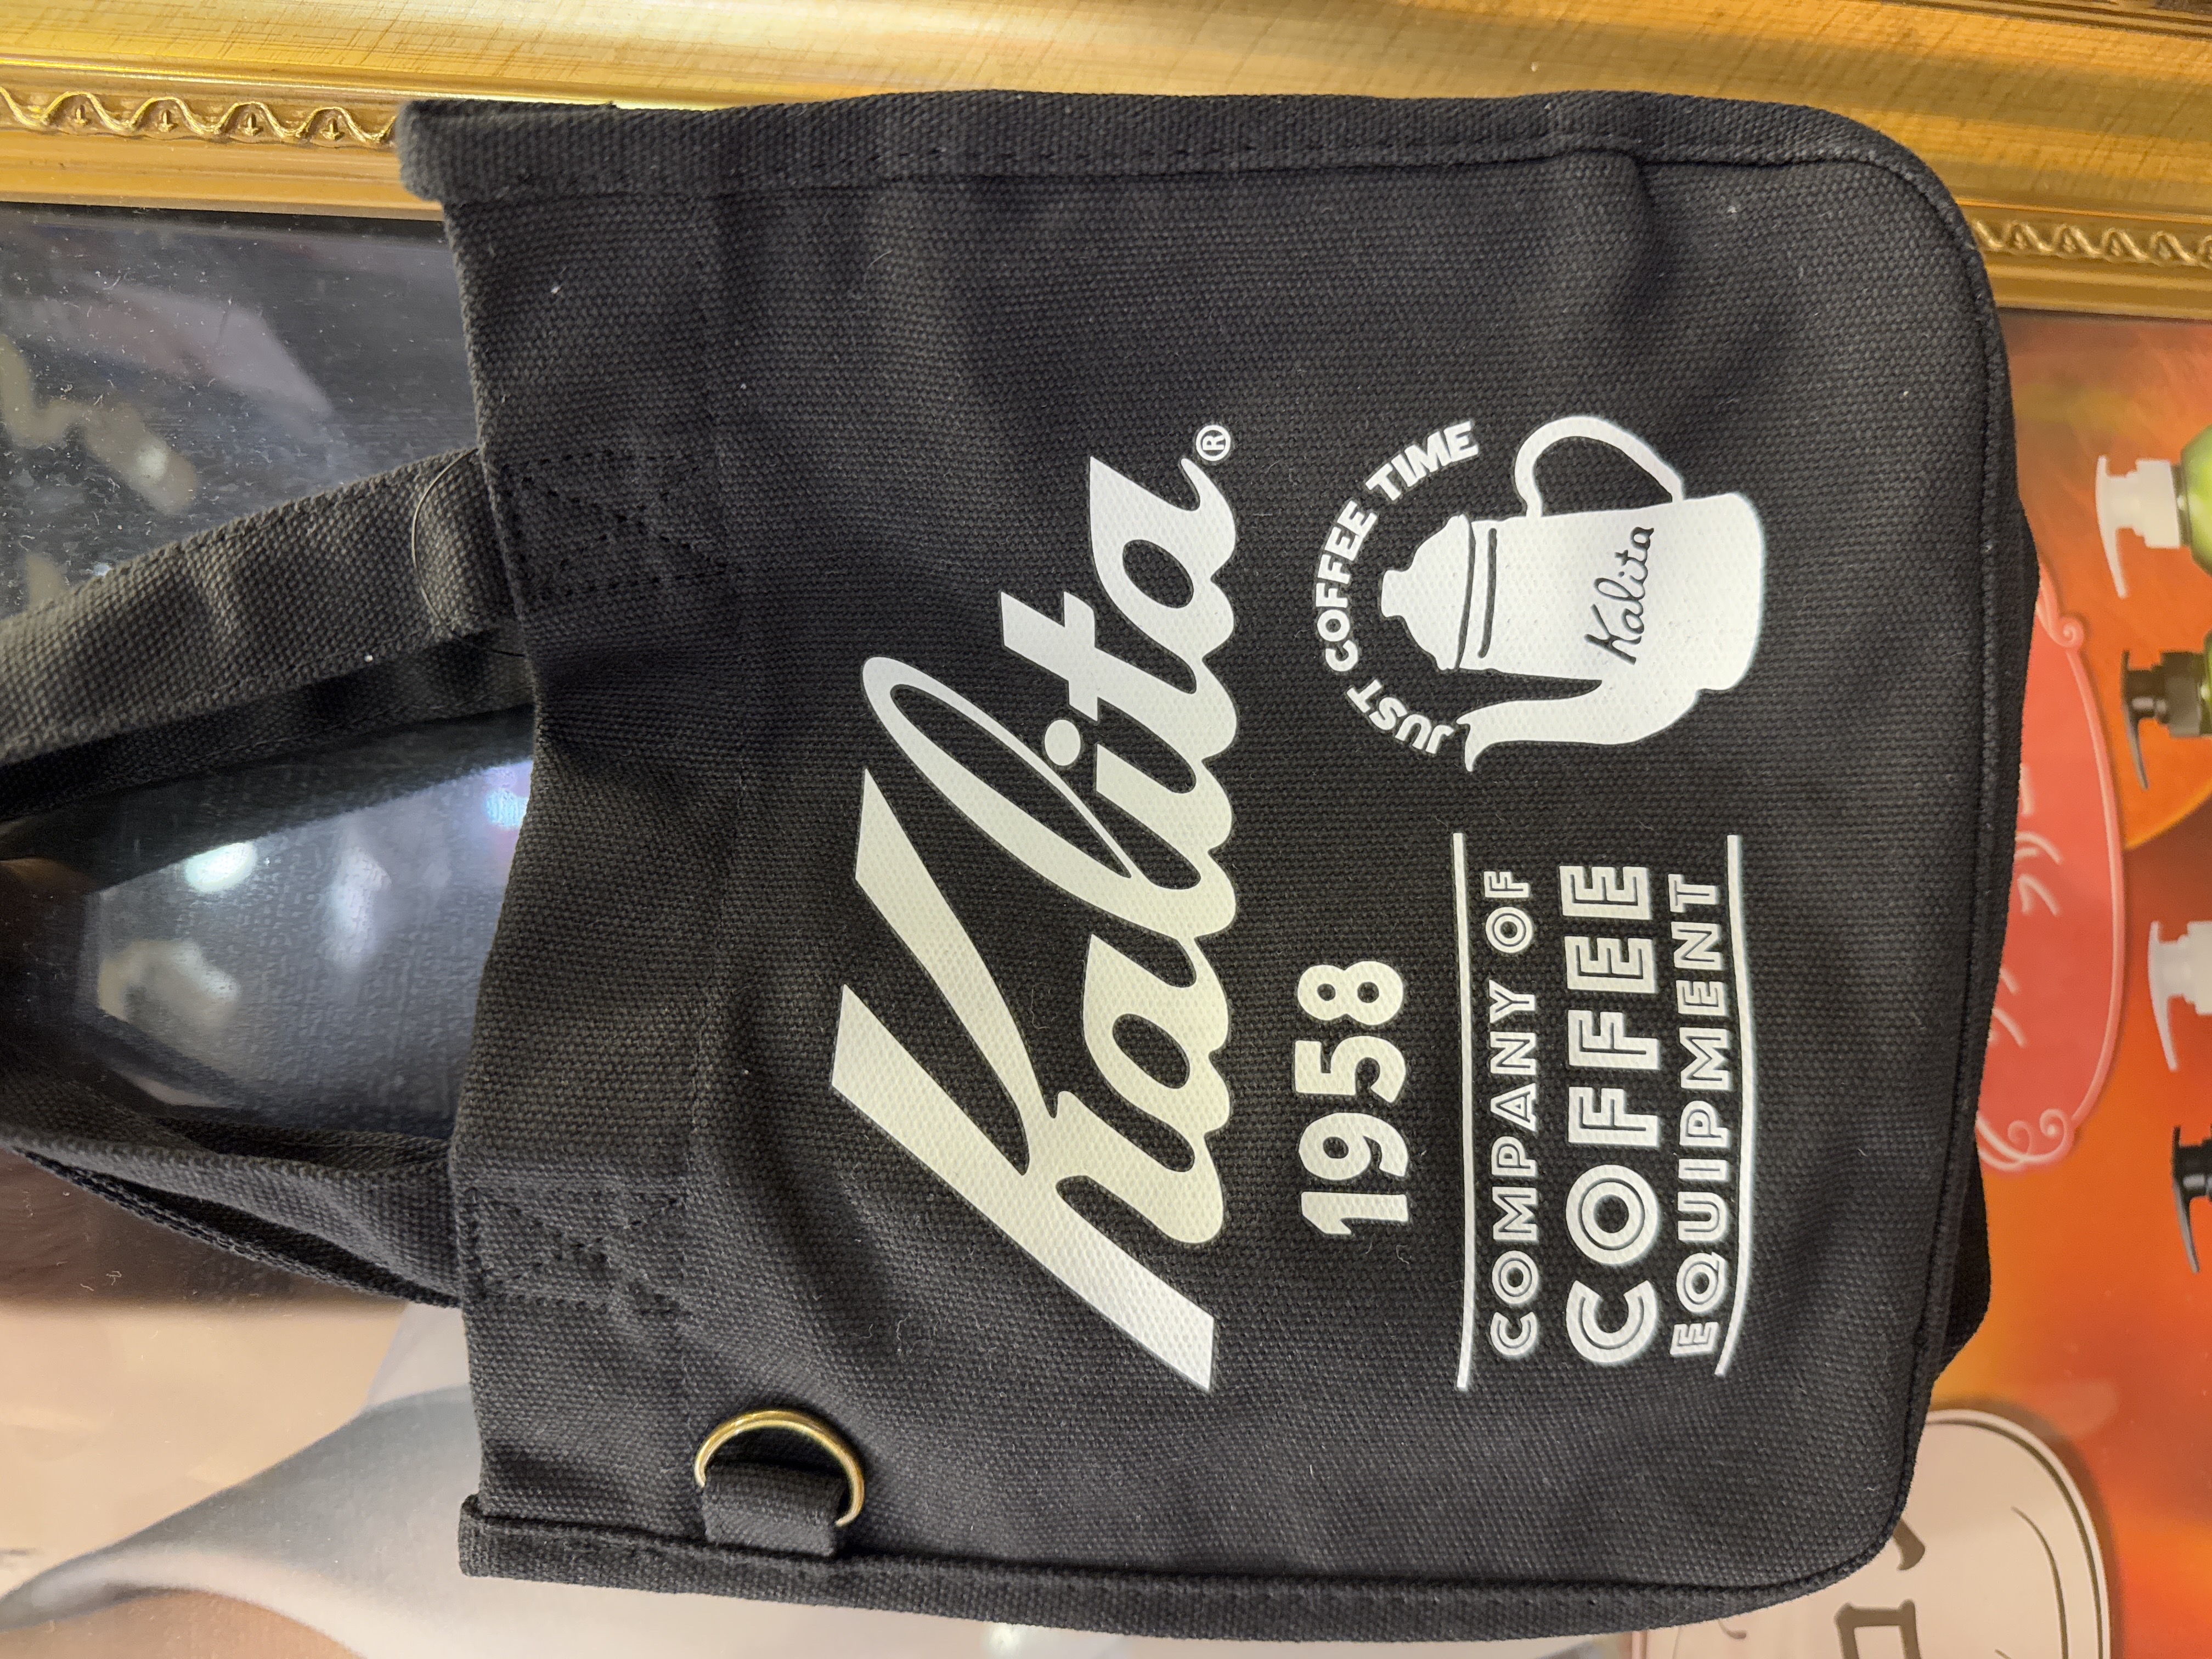 Kalita®
1958
COMPANY OF
COFFEE
EQUIPMENT
JUST COFFEE TIME
Kalita